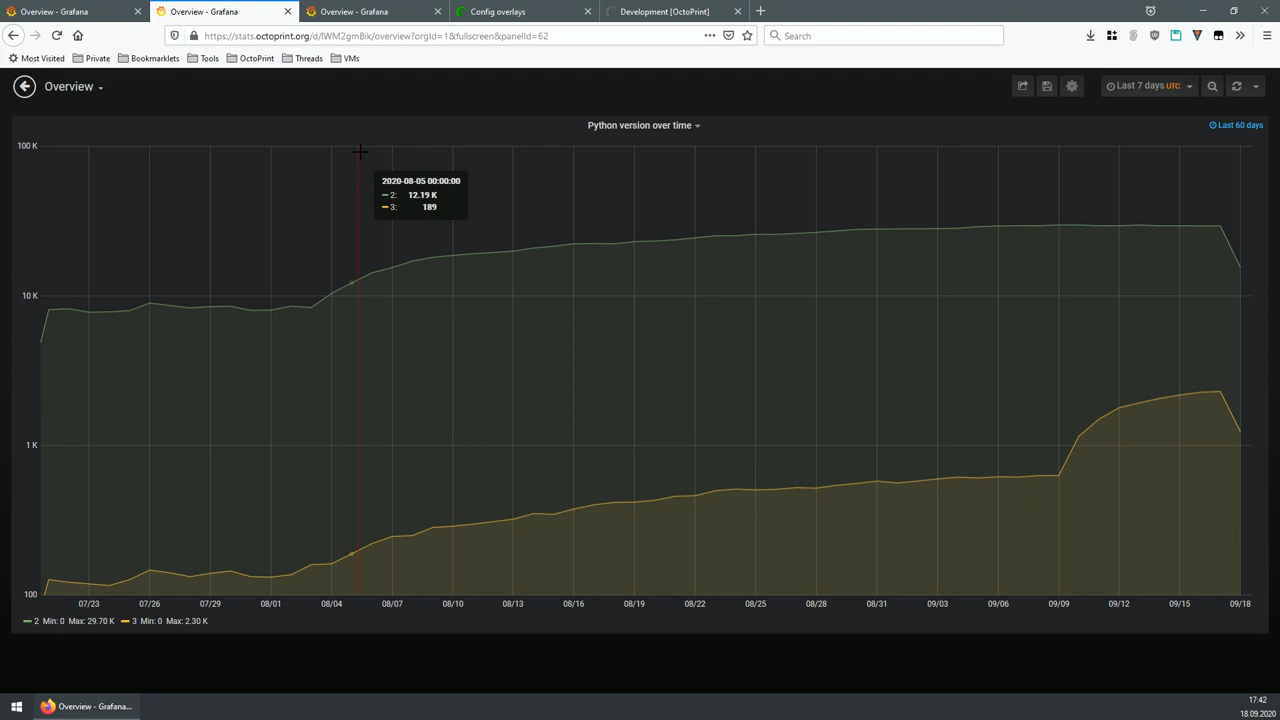 Overview - Grafana
Overview - Grafana
Overview - Grafana
Config overlays
Development [OctoPrint]
https://stats.octoprint.org/d/lWM2gmBik/overview?orgId=1&fullscreen&panelId=62
Search
Most Visited Private Bookmarklets Tools OctoPrint Threads VMs
Overview
Last 7 days UTC
Python version over time
Last 60 days
100 K
2020-08-05 00:00:00
2: 12.19 K
3: 189
10 K
1 K
100
07/23 07/26 07/29 08/01 08/04 08/07 08/10 08/13 08/16 08/19 08/22 08/25 08/28 08/31 09/03 09/06 09/09 09/12 09/15 09/18
2 Min: 0 Max: 29.70 K 3 Min: 0 Max: 2.30 K
Overview - Grafana...
17:42
18.09.2020